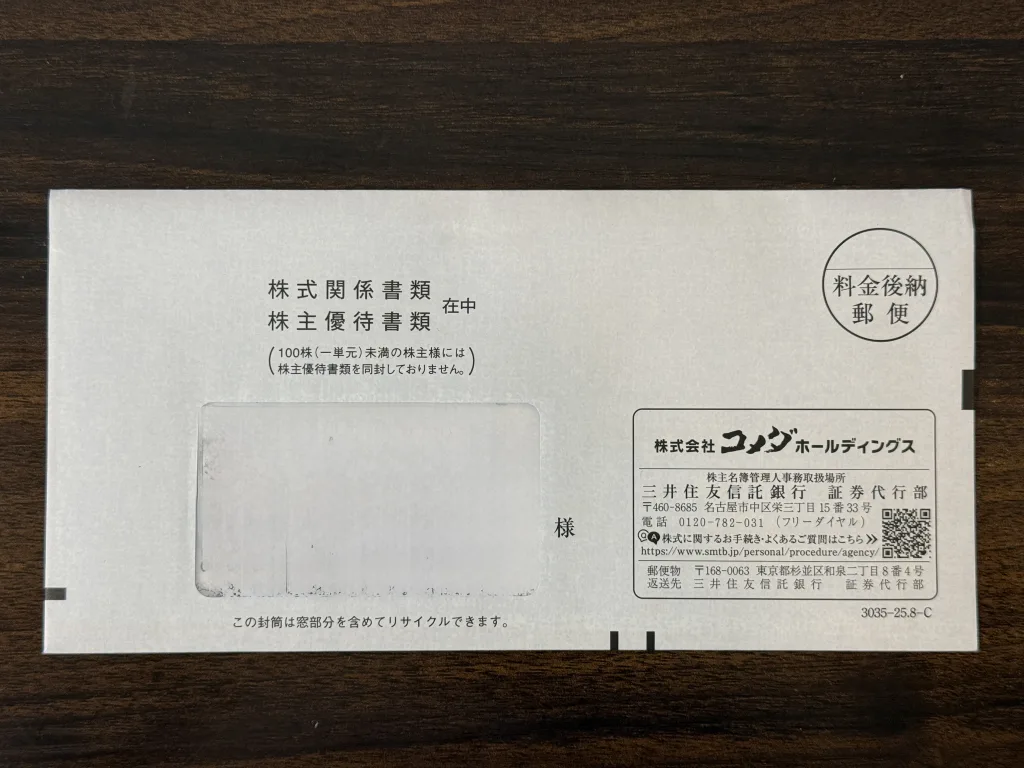 料金後納
郵便
株式関係書類
株主優待書類
在中
(100株(一単元)未満の株主様には
株主優待書類を同封しておりません。)
様
この封筒は窓部分を含めてリサイクルできます。
株式会社 コメダ ホールディングス
株主名簿管理人事務取扱場所
三井住友信託銀行 証券代行部
〒460-8685 名古屋市中区栄三丁目15番33号
電話 0120-782-031 (フリーダイヤル)
QA 株式に関するお手続き・よくあるご質問はこちら
https://www.smtb.jp/personal/procedure/agency/
郵便物 〒168-0063 東京都杉並区和泉二丁目8番4号
返送先 三井住友信託銀行 証券代行部
3035-25.8-C